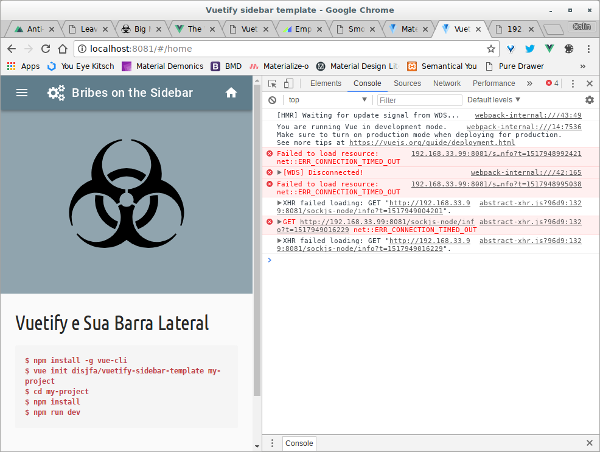 Vuetify sidebar template - Google Chrome
Anti
Leav
Big
The
Vuet
Emp
Smo
Mate
Vuet
192
Calin
localhost:8081/#/home
Apps You Eye Kitsch Material Demonics BMD Materialize-o Material Design Lit Semantical You Pure Drawer »
Bribes on the Sidebar
Vuetify e Sua Barra Lateral
$ npm install -g vue-cli
$ vue init disjfa/vuetify-sidebar-template my-
project
$ cd my-project
$ npm install
$ npm run dev
Elements Console Sources Network Performance » 4
top Filter Default levels ▼
[HMR] Waiting for update signal from WDS... webpack-internal:///43:49
You are running Vue in development mode. webpack-internal:///14:7536
Make sure to turn on production mode when deploying for production.
See more tips at https://vuejs.org/guide/deployment.html
Failed to load resource: 192.168.33.99:8081/s…nfo?t=1517948992421
net::ERR_CONNECTION_TIMED_OUT
[WDS] Disconnected! webpack-internal:///42:165
Failed to load resource: 192.168.33.99:8081/s…nfo?t=1517948995030
net::ERR_CONNECTION_TIMED_OUT
XHR failed loading: GET "http://192.168.33.9 abstract-xhr.js?96d9:132
9:8081/sockjs-node/info?t=1517949004201".
GET http://192.168.33.99:8081/sockjs-node/inf abstract-xhr.js?96d9:132
o?t=1517949016229 net::ERR_CONNECTION_TIMED_OUT
XHR failed loading: GET "http://192.168.33.9 abstract-xhr.js?96d9:132
9:8081/sockjs-node/info?t=1517949016229".
Console